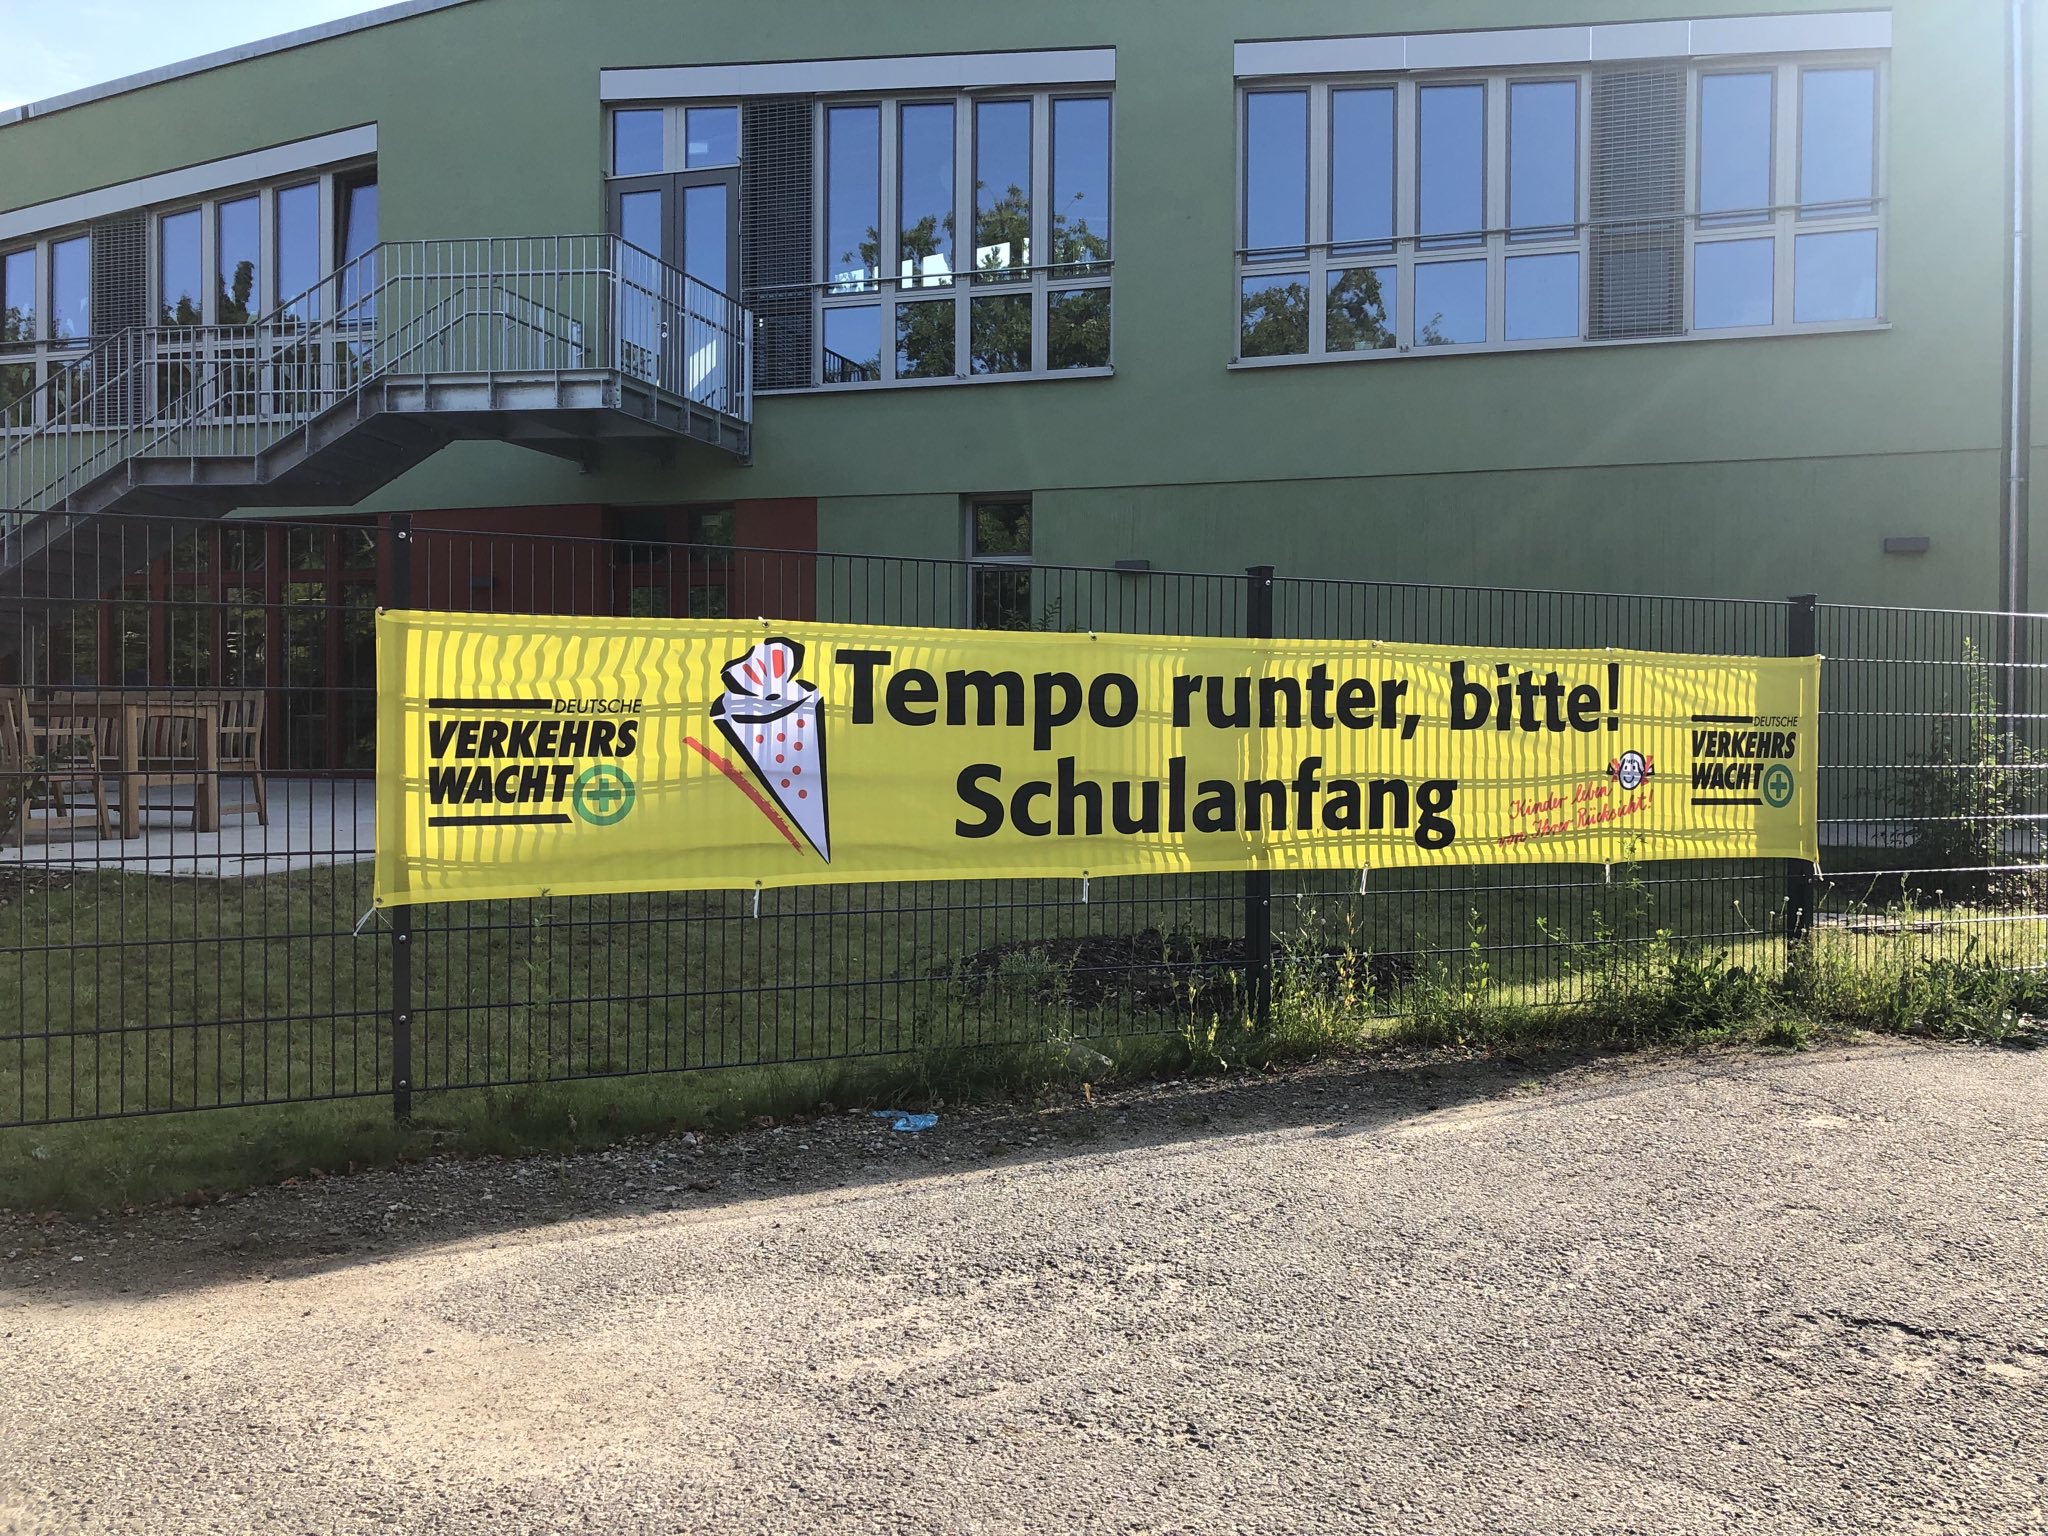 DEUTSCHE
VERKEHRS
WACHT
Tempo runter, bitte!
Schulanfang
Kinder leben
von Ihrer Rücksicht!
DEUTSCHE
VERKEHRS
WACHT